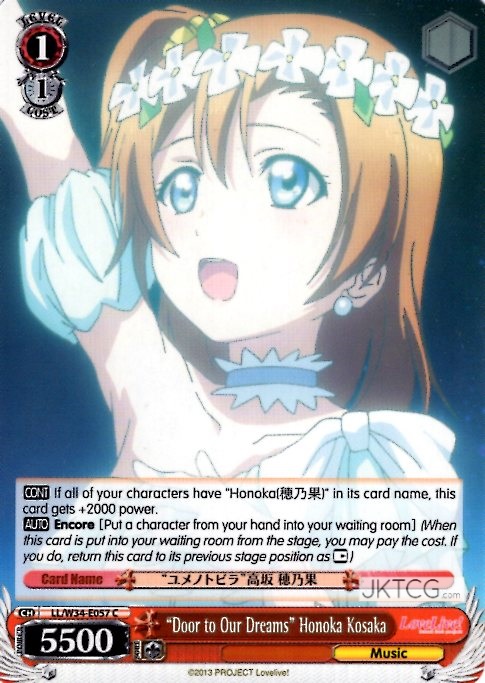 LEVEL
1
1
COST
CONT If all of your characters have "Honoka(穂乃果)" in its card name, this
card gets +2000 power.
AUTO Encore [Put a character from your hand into your waiting room] (When
this card is put into your waiting room from the stage, you may pay the cost. If
you do, return this card to its previous stage position as )
Card Name "ユメノトビラ"高坂 穂乃果
JKTCG.com
CH LL/W34-E057 C
"Door to Our Dreams" Honoka Kosaka
LoveLive!
5500
Music
©2013 PROJECT Lovelive!